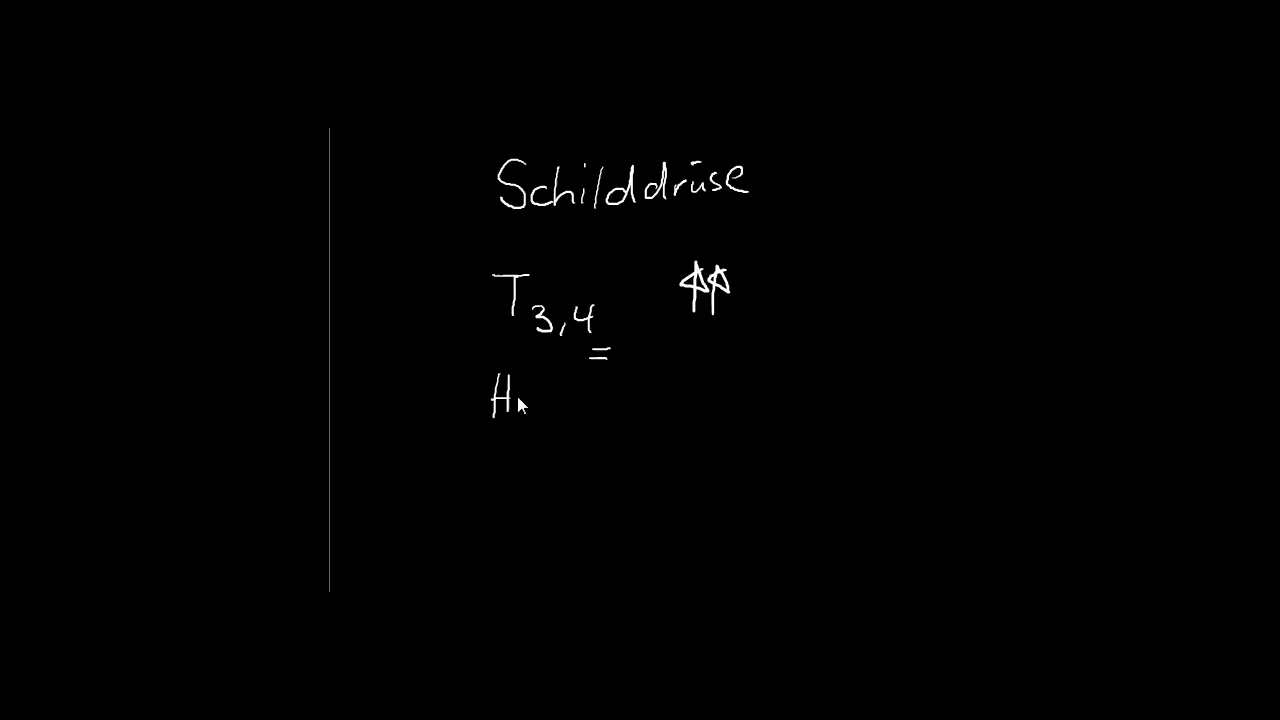 Schilddrüse
T3,4 ⇑⇑
=
H